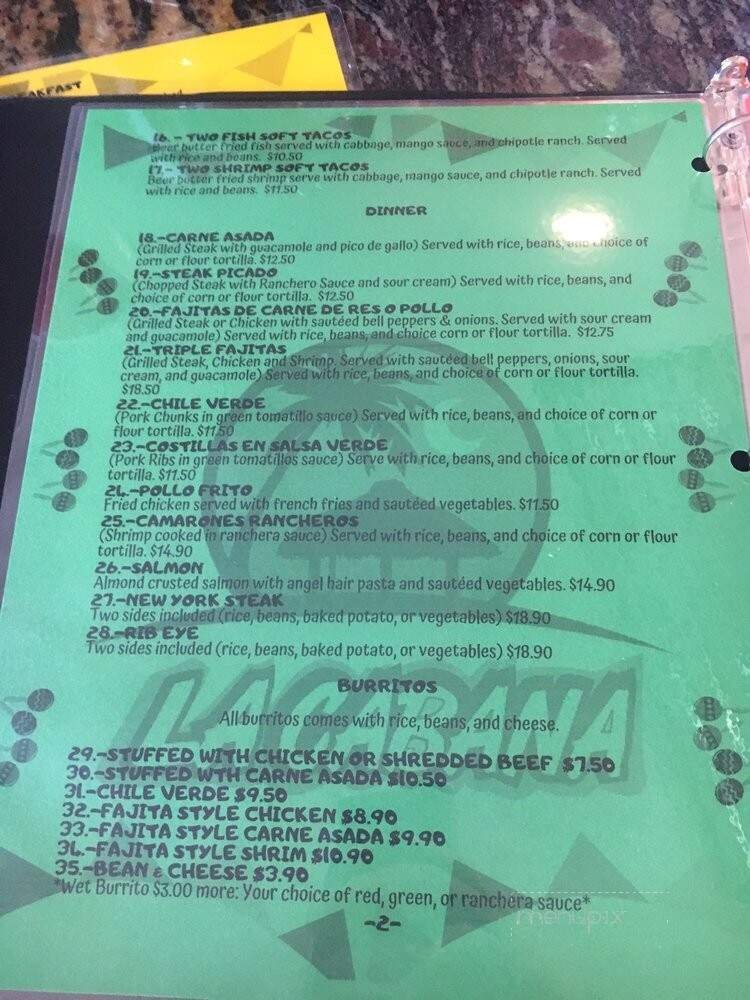 AKFAST
16. - TWO FISH SOFT TACOS
Beer butter fried fish served with cabbage, mango sauce, and chipotle ranch. Served
with rice and beans. $10.50
17.- TWO SHRIMP SOFT TACOS
Beer butter fried shrimp serve with cabbage, mango sauce, and chipotle ranch. Served
with rice and beans. $11.50
DINNER
18.-CARNE ASADA
(Grilled Steak with guacamole and pico de gallo) Served with rice, beans, and choice of
corn or flour tortilla. $12.50
19.-STEAK PICADO
(Chopped Steak with Ranchero Sauce and sour cream) Served with rice, beans, and
choice of corn or flour tortilla. $12.50
20.-FAJITAS DE CARNE DE RES O POLLO
(Grilled Steak or Chicken with sautéed bell peppers & onions. Served with sour cream
and guacamole) Served with rice, beans, and choice corn or flour tortilla. $12.75
21.-TRIPLE FAJITAS
(Grilled Steak, Chicken and Shrimp. Served with sautéed bell peppers, onions, sour
cream, and guacamole) Served with rice, beans, and choice of corn or flour tortilla.
$18.50
22.-CHILE VERDE
(Pork Chunks in green tomatillo sauce) Served with rice, beans, and choice of corn or
flour tortilla. $11.50
23.-COSTILLAS EN SALSA VERDE
(Pork Ribs in green tomatillos sauce) Serve with rice, beans, and choice of corn or flour
tortilla. $11.50
24.-POLLO FRITO
Fried chicken served with french fries and sautéed vegetables. $11.50
25.-CAMARONES RANCHEROS
(Shrimp cooked in ranchera sauce) Served with rice, beans, and choice of corn or flour
tortilla. $14.90
26.-SALMON
Almond crusted salmon with angel hair pasta and sautéed vegetables. $14.90
27.-NEW YORK STEAK
Two sides included (rice, beans, baked potato, or vegetables) $18.90
28.-RIB EYE
Two sides included (rice, beans, baked potato, or vegetables) $18.90
LA CABANA
BURRITOS
All burritos comes with rice, beans, and cheese.
29.-STUFFED WITH CHICKEN OR SHREDDED BEEF $7.50
30.-STUFFED WTH CARNE ASADA $10.50
31.-CHILE VERDE $9.50
32.-FAJITA STYLE CHICKEN $8.90
33.-FAJITA STYLE CARNE ASADA $9.90
34.-FAJITA STYLE SHRIM $10.90
35.-BEAN & CHEESE $3.90
*Wet Burrito $3.00 more: Your choice of red, green, or ranchera sauce*
-2-
menupix